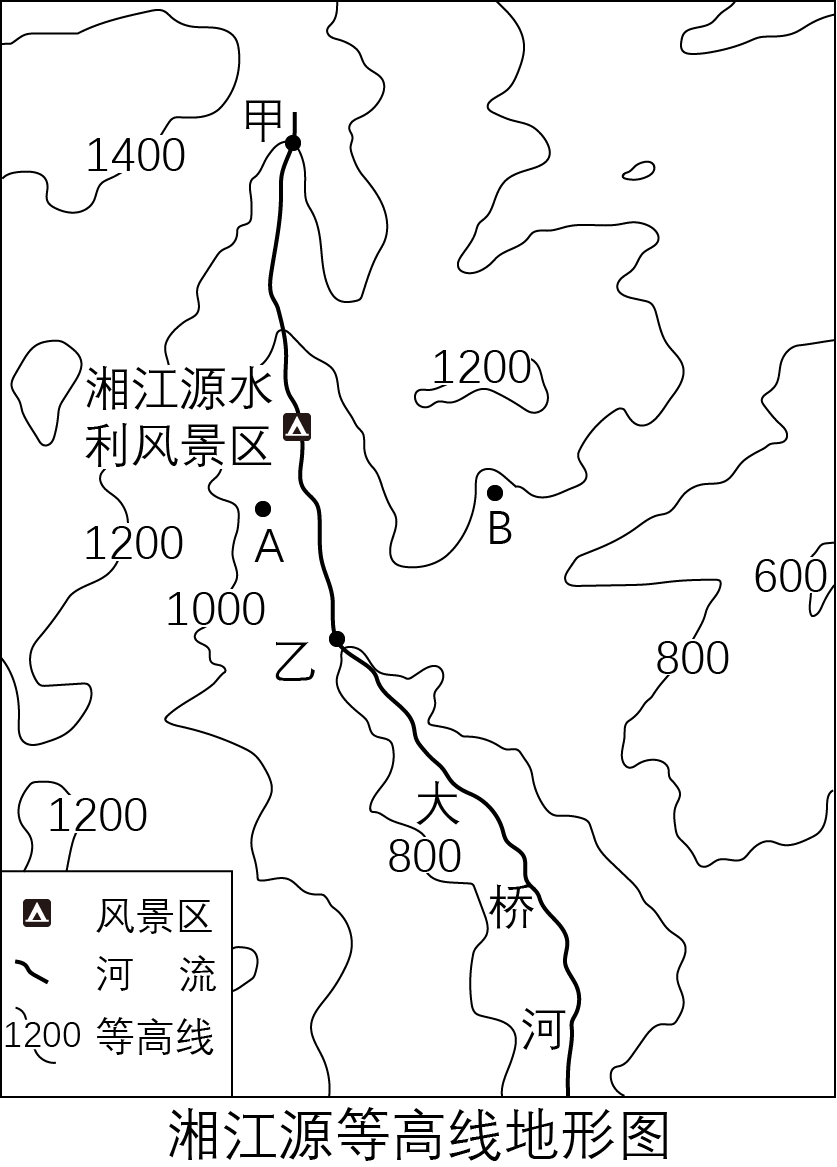 甲
1400
1200
湘江源水
利风景区
B
A
1200
600
1000
乙
800
大
1200
800
桥
风景区
河 流
河
1200 等高线
湘江源等高线地形图